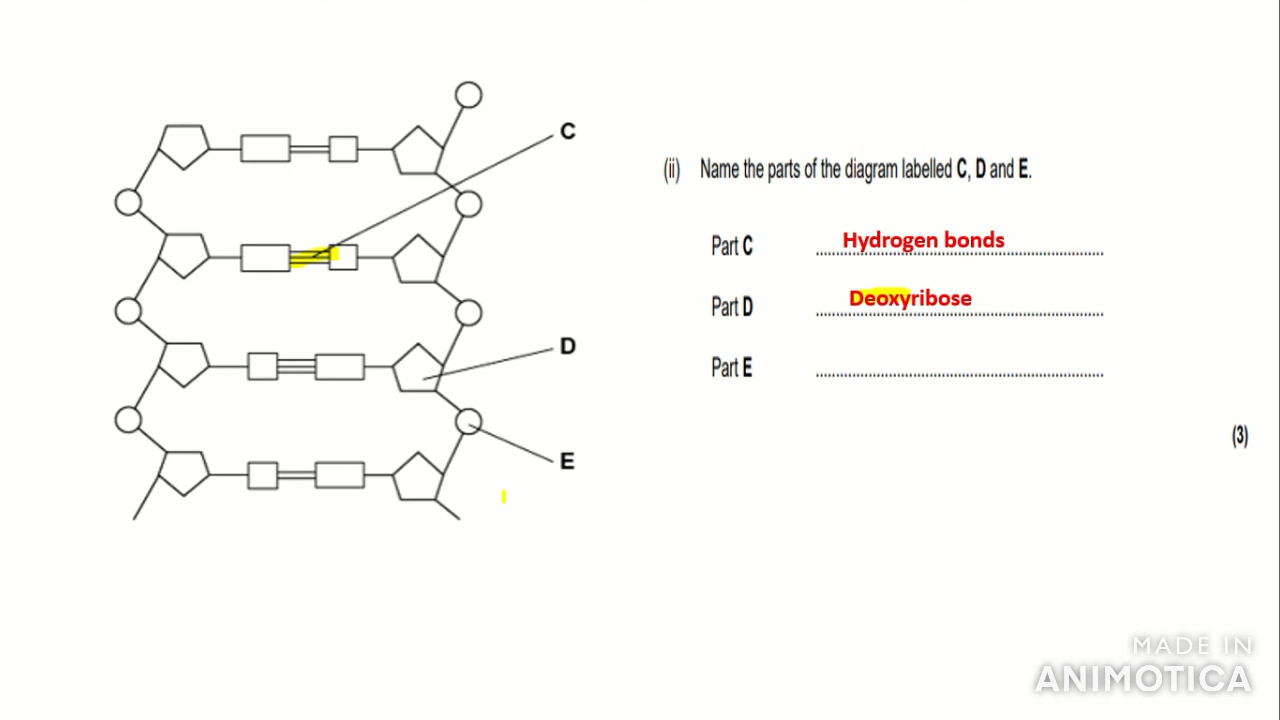 C
(ii) Name the parts of the diagram labelled C, D and E.
Part C Hydrogen bonds
Part D Deoxyribose
D
Part E
(3)
E
MADE IN
ANIMOTICA